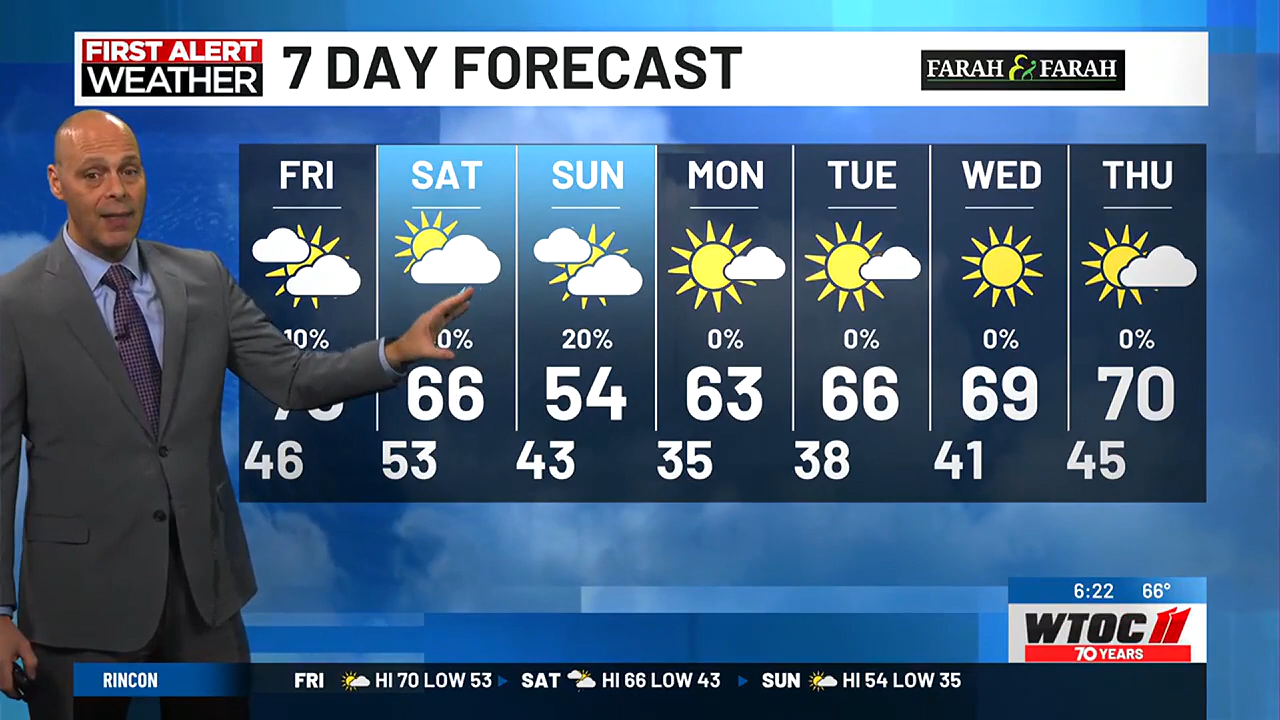 FIRST ALERT
WEATHER
7 DAY FORECAST
FARAH & FARAH
FRI SAT SUN MON TUE WED THU
10% 0% 20% 0% 0% 0% 0%
66 54 63 66 69 70
46 53 43 35 38 41 45
6:22 66°
WTOC 11
70 YEARS
RINCON FRI HI 70 LOW 53 SAT HI 66 LOW 43 SUN HI 54 LOW 35